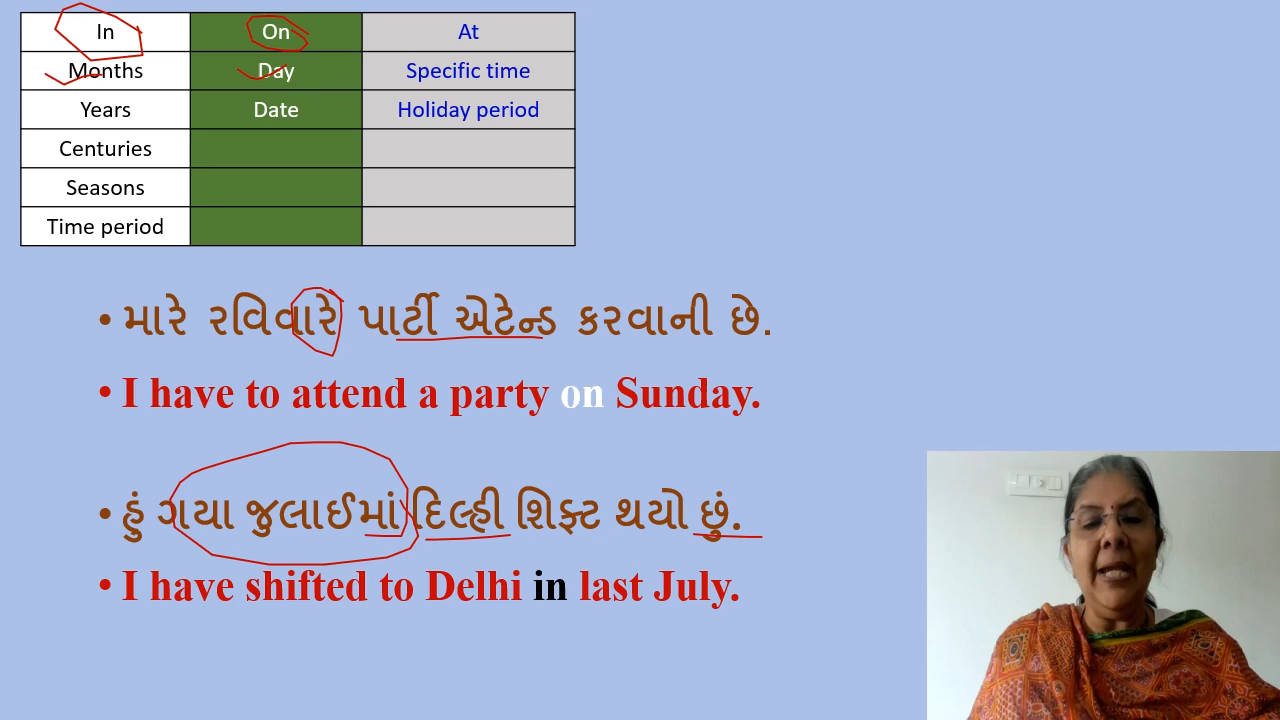 In On At
Months Day Specific time
Years Date Holiday period
Centuries
Seasons
Time period
• મારે રવિવારે પાર્ટી એટેન્ડ કરવાની છે.
• I have to attend a party on Sunday.
• હું ગયા જુલાઈમાં દિલ્હી શિફ્ટ થયો છું.
• I have shifted to Delhi in last July.